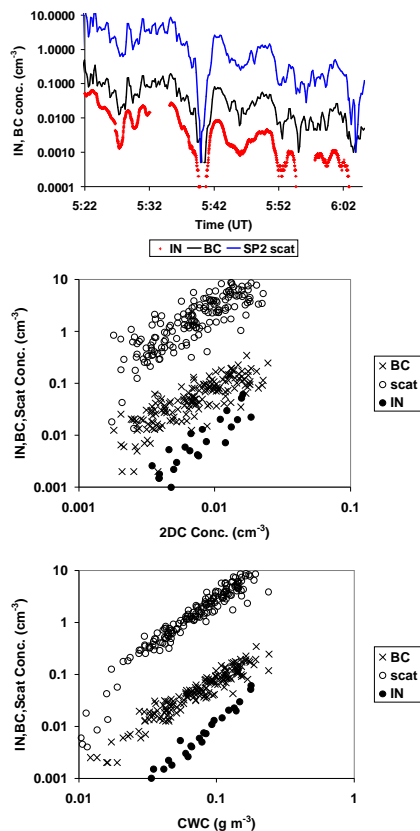 10.0000
1.0000
0.1000
0.0100
0.0010
0.0001
IN, BC conc. (cm-3)
5:22 5:32 5:42 5:52 6:02
Time (UT)
IN BC SP2 scat
10
1
0.1
0.01
0.001
IN,BC,Scat Conc. (cm-3)
BC
scat
IN
0.001 0.01 0.1
2DC Conc. (cm-3)
10
1
0.1
0.01
0.001
IN,BC,Scat Conc. (cm-3)
BC
scat
IN
0.01 0.1 1
CWC (g m-3)